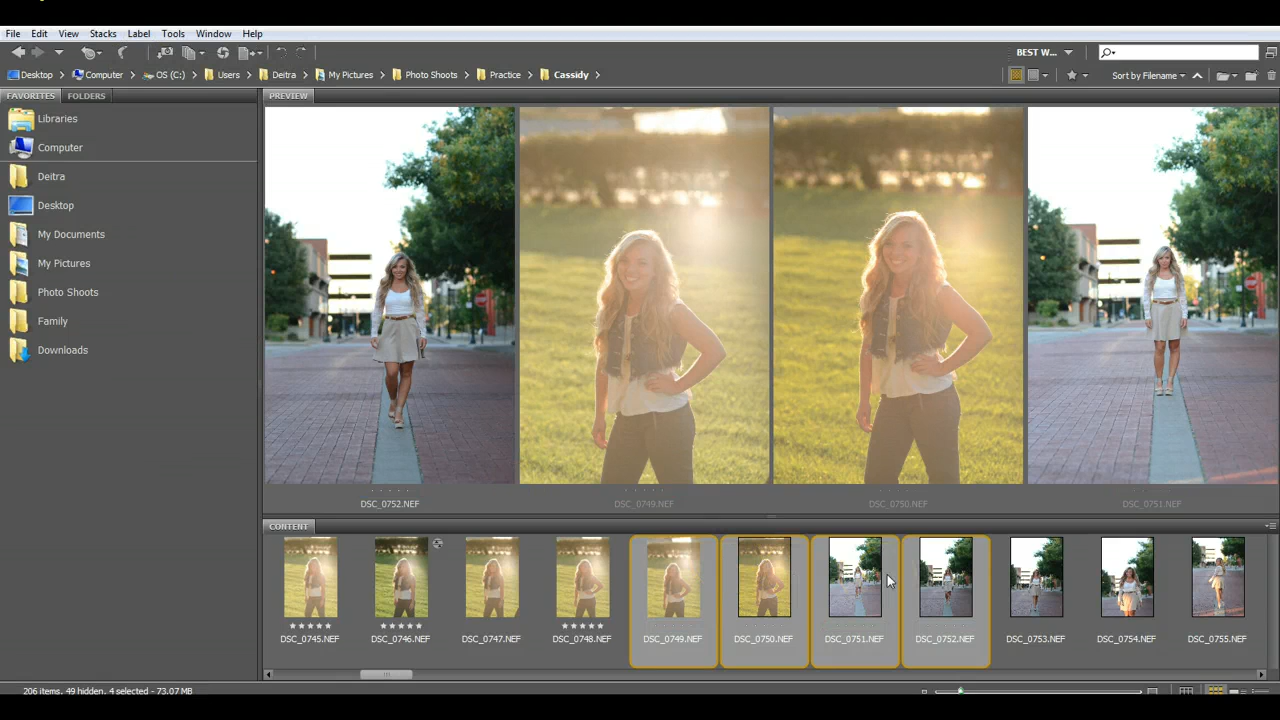 File Edit View Stacks Label Tools Window Help
BEST W...
Desktop Computer OS (C:) Users Deitra My Pictures Photo Shoots Practice Cassidy
Sort by Filename
FAVORITES FOLDERS
PREVIEW
Libraries
Computer
Deitra
Desktop
My Documents
My Pictures
Photo Shoots
Family
Downloads
DSC_0752.NEF DSC_0749.NEF DSC_0750.NEF DSC_0751.NEF
CONTENT
DSC_0745.NEF DSC_0746.NEF DSC_0747.NEF DSC_0748.NEF DSC_0749.NEF DSC_0750.NEF DSC_0751.NEF DSC_0752.NEF DSC_0753.NEF DSC_0754.NEF DSC_0755.NEF
206 items, 49 hidden, 4 selected - 73.07 MB